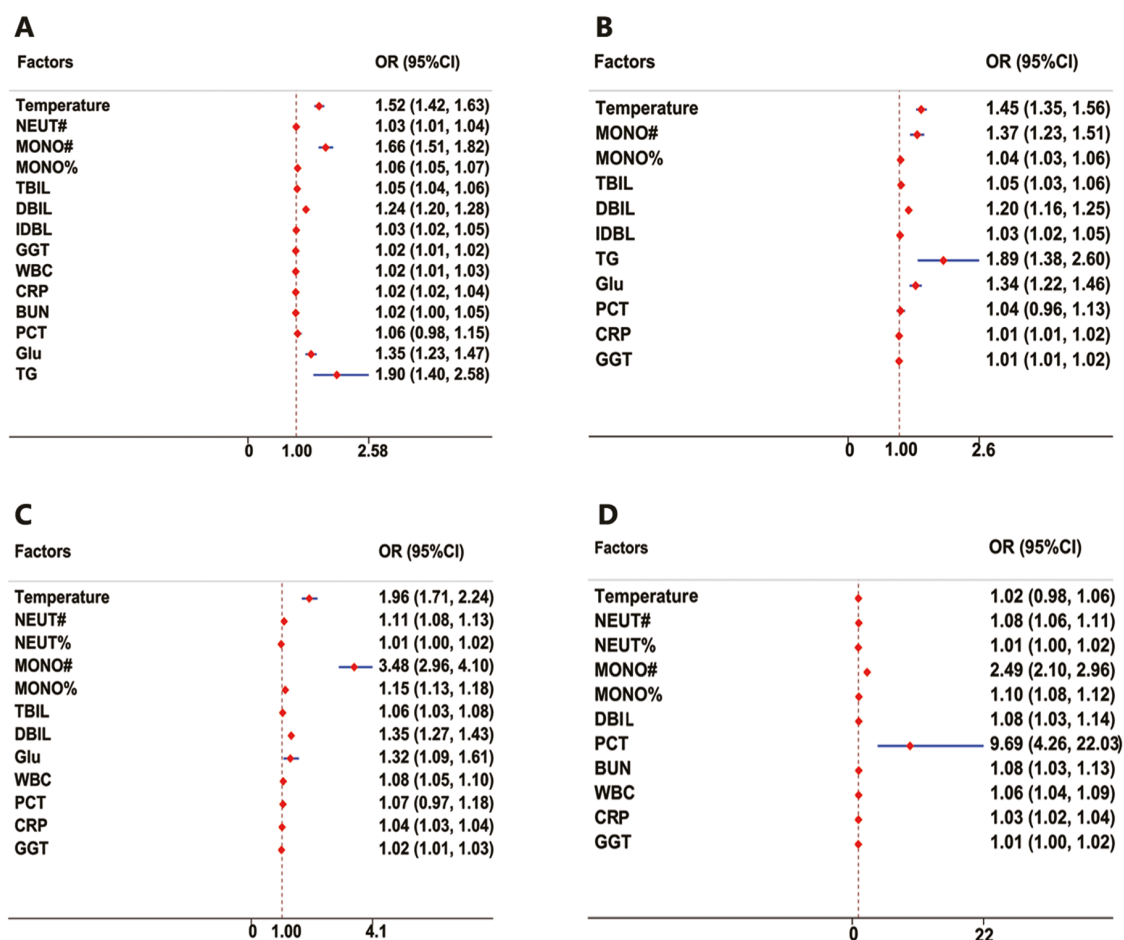 A
Factors OR (95%CI)
Temperature 1.52 (1.42, 1.63)
NEUT# 1.03 (1.01, 1.04)
MONO# 1.66 (1.51, 1.82)
MONO% 1.06 (1.05, 1.07)
TBIL 1.05 (1.04, 1.06)
DBIL 1.24 (1.20, 1.28)
IDBL 1.03 (1.02, 1.05)
GGT 1.02 (1.01, 1.02)
WBC 1.02 (1.01, 1.03)
CRP 1.02 (1.02, 1.04)
BUN 1.02 (1.00, 1.05)
PCT 1.06 (0.98, 1.15)
Glu 1.35 (1.23, 1.47)
TG 1.90 (1.40, 2.58)
0 1.00 2.58
B
Factors OR (95%CI)
Temperature 1.45 (1.35, 1.56)
MONO# 1.37 (1.23, 1.51)
MONO% 1.04 (1.03, 1.06)
TBIL 1.05 (1.03, 1.06)
DBIL 1.20 (1.16, 1.25)
IDBL 1.03 (1.02, 1.05)
TG 1.89 (1.38, 2.60)
Glu 1.34 (1.22, 1.46)
PCT 1.04 (0.96, 1.13)
CRP 1.01 (1.01, 1.02)
GGT 1.01 (1.01, 1.02)
0 1.00 2.6
C
Factors OR (95%CI)
Temperature 1.96 (1.71, 2.24)
NEUT# 1.11 (1.08, 1.13)
NEUT% 1.01 (1.00, 1.02)
MONO# 3.48 (2.96, 4.10)
MONO% 1.15 (1.13, 1.18)
TBIL 1.06 (1.03, 1.08)
DBIL 1.35 (1.27, 1.43)
Glu 1.32 (1.09, 1.61)
WBC 1.08 (1.05, 1.10)
PCT 1.07 (0.97, 1.18)
CRP 1.04 (1.03, 1.04)
GGT 1.02 (1.01, 1.03)
0 1.00 4.1
D
Factors OR (95%CI)
Temperature 1.02 (0.98, 1.06)
NEUT# 1.08 (1.06, 1.11)
NEUT% 1.01 (1.00, 1.02)
MONO# 2.49 (2.10, 2.96)
MONO% 1.10 (1.08, 1.12)
DBIL 1.08 (1.03, 1.14)
PCT 9.69 (4.26, 22.03)
BUN 1.08 (1.03, 1.13)
WBC 1.06 (1.04, 1.09)
CRP 1.03 (1.02, 1.04)
GGT 1.01 (1.00, 1.02)
0 22